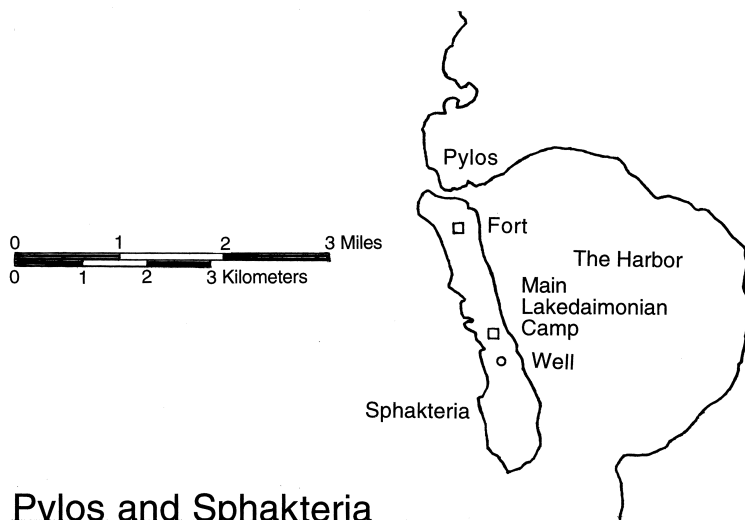 Pylos
Fort
0 1 2 3 Miles
0 1 2 3 Kilometers
The Harbor
Main
Lakedaimonian
Camp
Well
Sphakteria
Pylos and Sphakteria